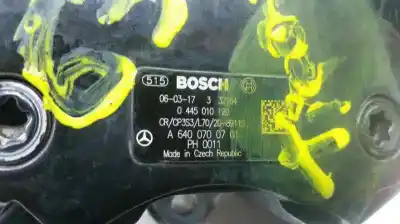 515 BOSCH
06-03-17 3
0 445 010
CR/CP3S3/L70/20-
A 640 070 07 01
PH 0011
Made in Czech Republic